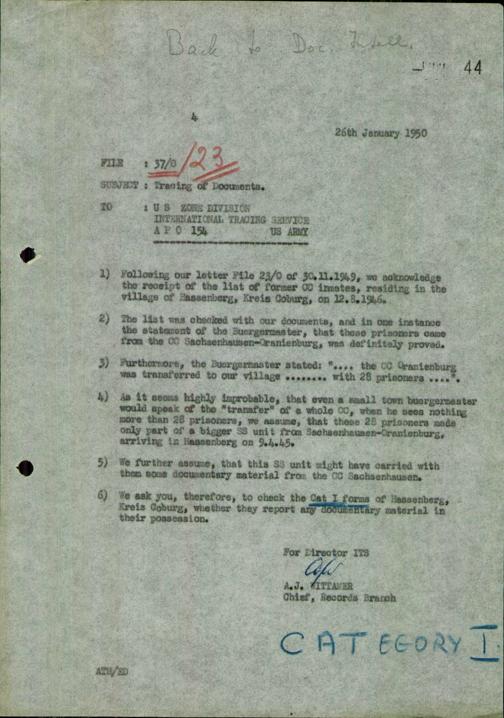 Back to Doc. Intell.
44
4
26th January 1950
FILE : 37/0 /23
SUBJECT : Tracing of Documents.
TO : U S ZONE DIVISION
INTERNATIONAL TRACING SERVICE
A P O 154 US ARMY
1) Following our letter File 23/0 of 30.11.1949, we acknowledge
the receipt of the list of former CC inmates, residing in the
village of Hassenberg, Kreis Coburg, on 12.8.1946.
2) The list was checked with our documents, and in one instance
the statement of the Buergermaster, that those prisoners came
from the CC Sachsenhausen-Oranienburg, was definitely proved.
3) Furthermore, the Buergermaster stated: ".... the CC Oranienburg
was transferred to our village ........ with 28 prisoners ....".
4) As it seems highly improbable, that even a small town buergermaster
would speak of the "transfer" of a whole CC, when he sees nothing
more than 28 prisoners, we assume, that these 28 prisoners made
only part of a bigger SS unit from Sachsenhausen-Oranienburg,
arriving in Hassenberg on 9.4.45.
5) We further assume, that this SS unit might have carried with
them some documentary material from the CC Sachsenhausen.
6) We ask you, therefore, to check the Cat I forms of Hassenberg,
Kreis Coburg, whether they report any documentary material in
their possession.
For Director ITS
A.J. WITTAMER
Chief, Records Branch
CATEGORY I.
ATH/ED